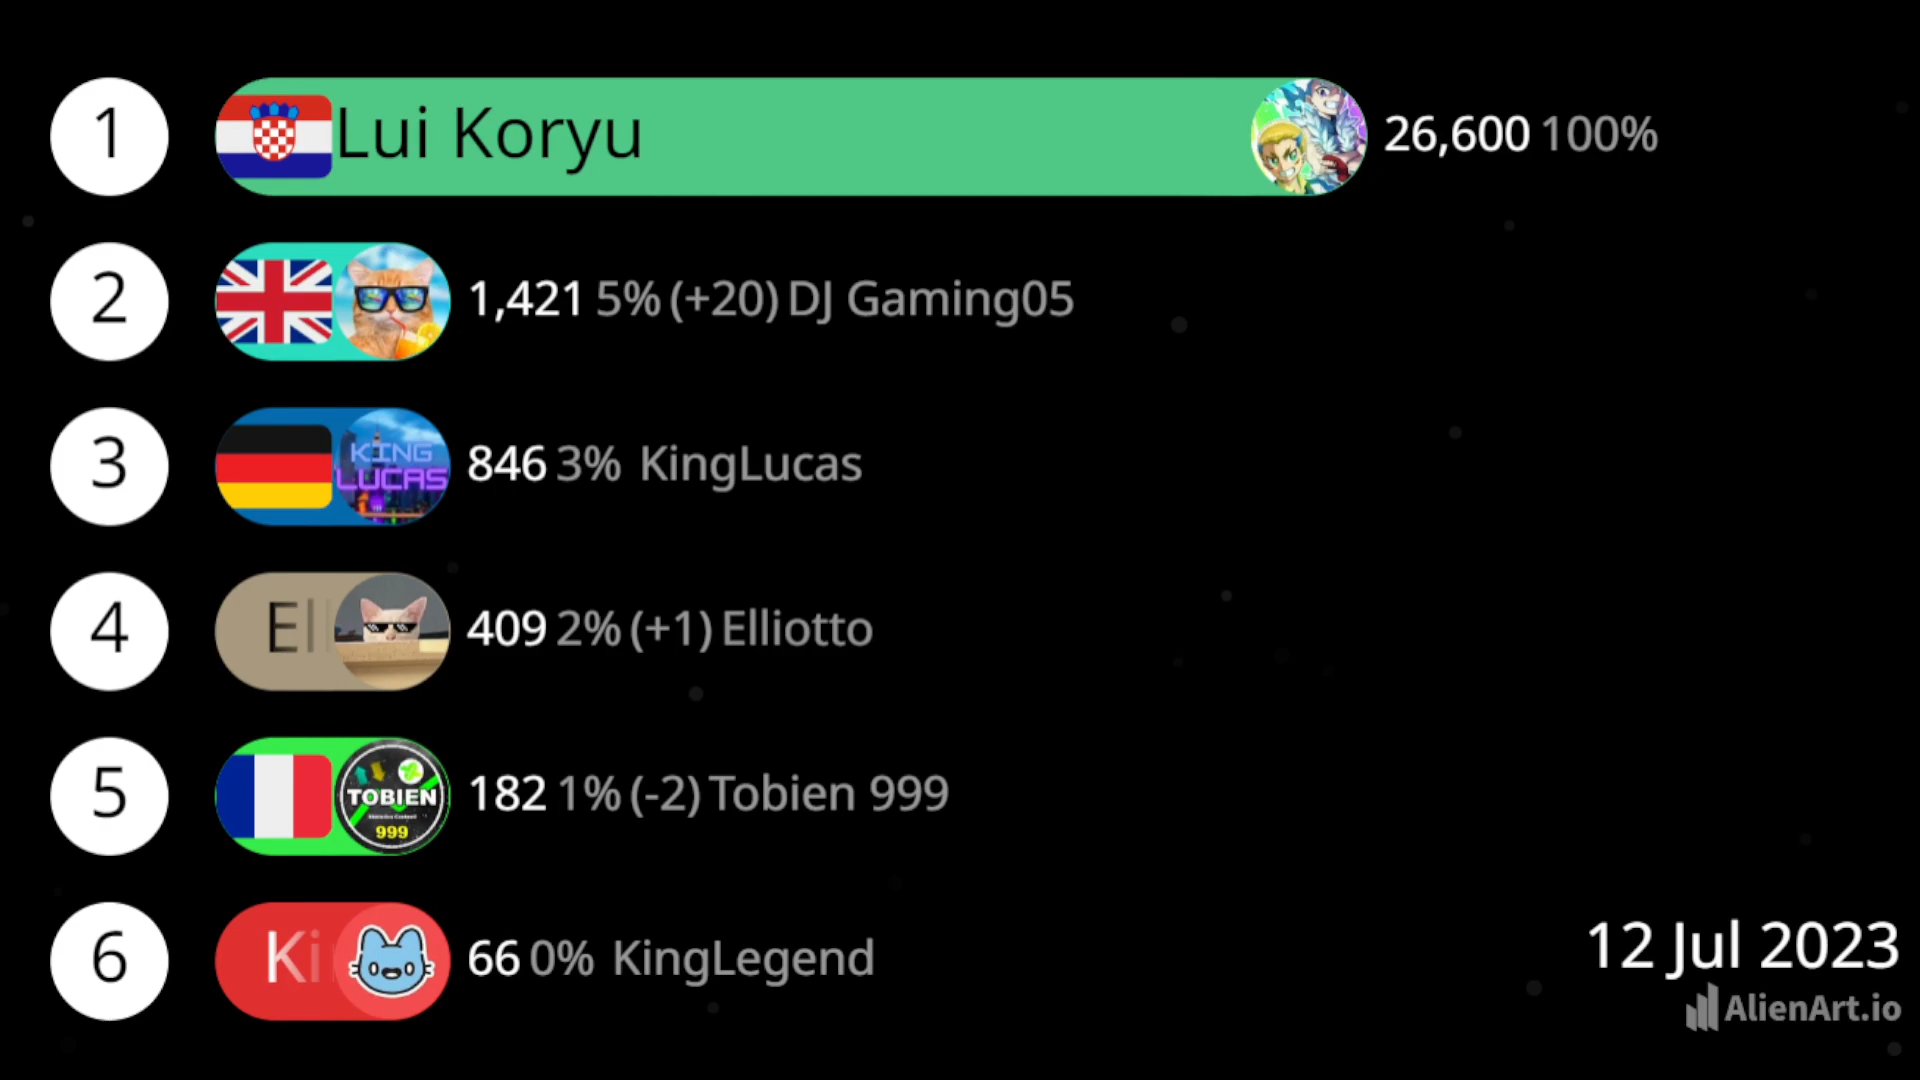 1 Lui Koryu 26,600 100%
2 1,421 5% (+20) DJ Gaming05
3 KING LUCAS 846 3% KingLucas
4 Ell 409 2% (+1) Elliotto
5 TOBIEN 999 182 1% (-2) Tobien 999
6 Ki 66 0% KingLegend
12 Jul 2023
AlienArt.io